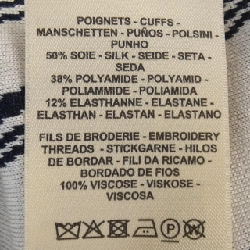 POIGNETS - CUFFS -
MANSCHETTEN - PUÑOS - POLSINI -
PUNHO
50% SOIE - SILK - SEIDE - SETA -
SEDA
38% POLYAMIDE - POLYAMID -
POLIAMMIDE - POLIAMIDA
12% ELASTHANNE - ELASTANE -
ELASTHAN - ELASTAN - ELASTANO
FILS DE BRODERIE - EMBROIDERY
THREADS - STICKGARNE - HILOS
DE BORDAR - FILI DA RICAMO -
BORDADO DE FIOS
100% VISCOSE - VISKOSE -
VISCOSA